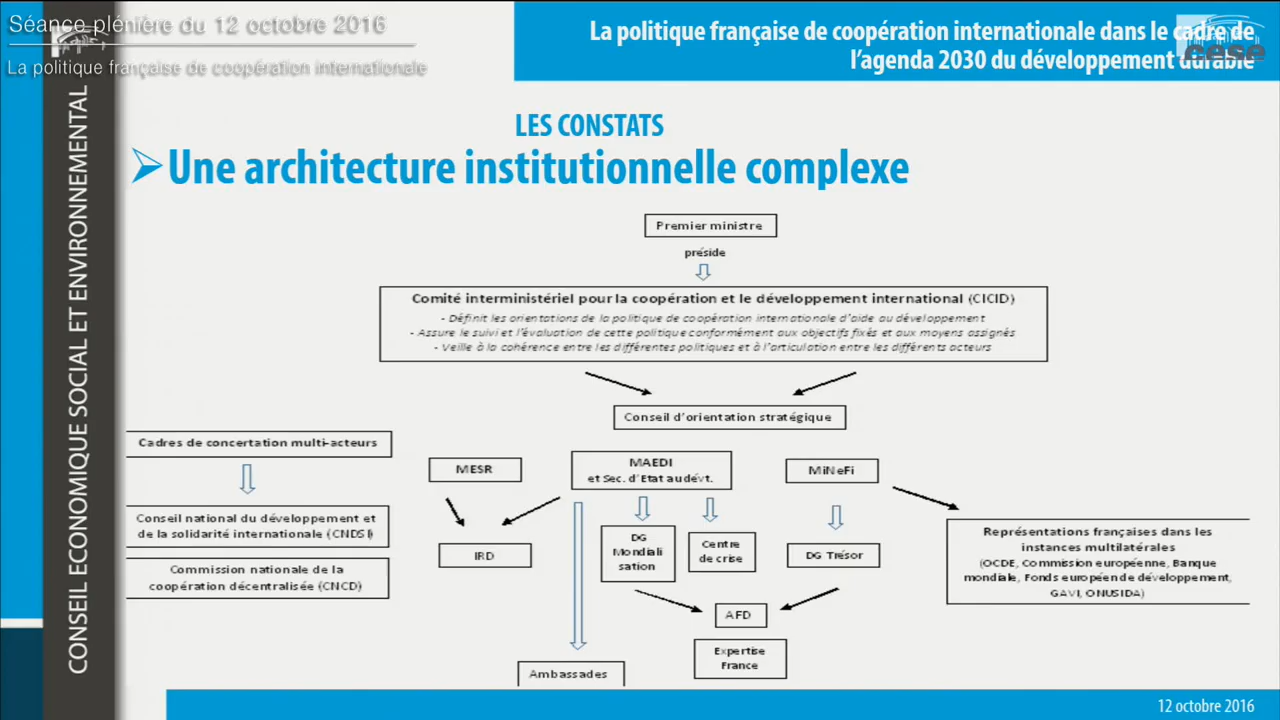 Séance plénière du 12 octobre 2016
La politique française de coopération internationale
La politique française de coopération internationale dans le cadre de
l'agenda 2030 du développement durable
cese
CONSEIL ECONOMIQUE SOCIAL ET ENVIRONNEMENTAL
LES CONSTATS
Une architecture institutionnelle complexe
Premier ministre
préside
Comité interministériel pour la coopération et le développement international (CICID)
- Définit les orientations de la politique de coopération internationale d'aide au développement
- Assure le suivi et l'évaluation de cette politique conformément aux objectifs fixés et aux moyens assignés
- Veille à la cohérence entre les différentes politiques et à l'articulation entre les différents acteurs
Conseil d'orientation stratégique
Cadres de concertation multi-acteurs
Conseil national du développement et
de la solidarité internationale (CNDSI)
Commission nationale de la
coopération décentralisée (CNCD)
MESR
MAEDI
et Sec. d'Etat au dévt.
MiNeFi
IRD
DG
Mondiali
sation
Centre
de crise
DG Trésor
Représentations françaises dans les
instances multilatérales
(OCDE, Commission européenne, Banque
mondiale, Fonds européen de développement,
GAVI, ONUSIDA)
AFD
Expertise
France
Ambassades
12 octobre 2016